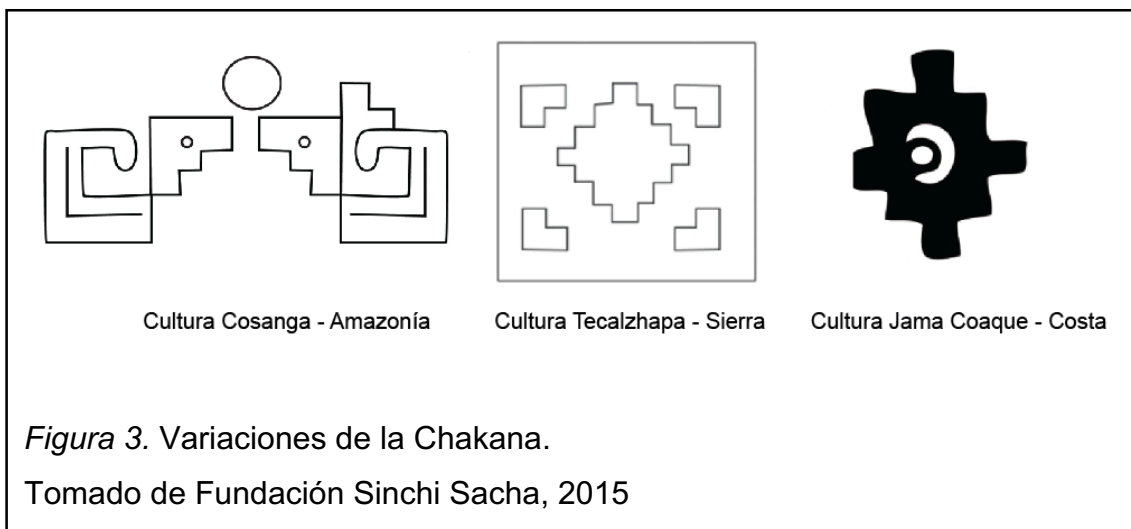 Cultura Cosanga - Amazonía
Cultura Tecalzhapa - Sierra
Cultura Jama Coaque - Costa
Figura 3. Variaciones de la Chakana.
Tomado de Fundación Sinchi Sacha, 2015